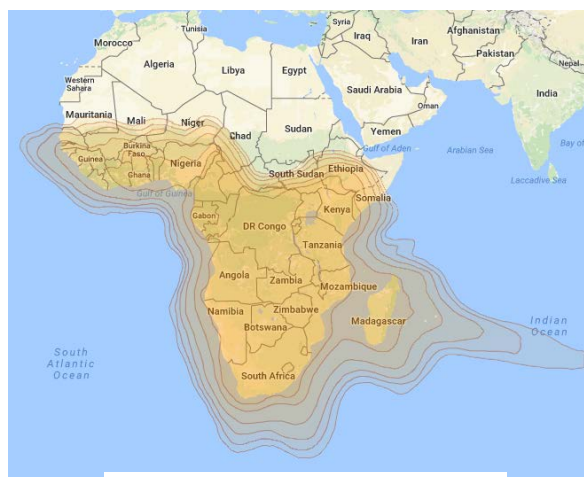 Tunisia
Syria
Afghanistan
Morocco
Iraq
Iran
Pakistan
Algeria
Libya
Egypt
Nepal
Western
Sahara
Saudi Arabia
India
Oman
Mauritania
Mali
Niger
Chad
Sudan
Yemen
Bay of
Gulf of Aden
Arabian Sea
Burkina
Faso
Guinea
Nigeria
Ethiopia
South Sudan
Ghana
Laccadive Sea
Gulf of Guinea
Somalia
Kenya
Gabon
DR Congo
Tanzania
Angola
Zambia
Mozambique
Namibia
Zimbabwe
Madagascar
Botswana
Indian
Ocean
South
Atlantic
Ocean
South Africa